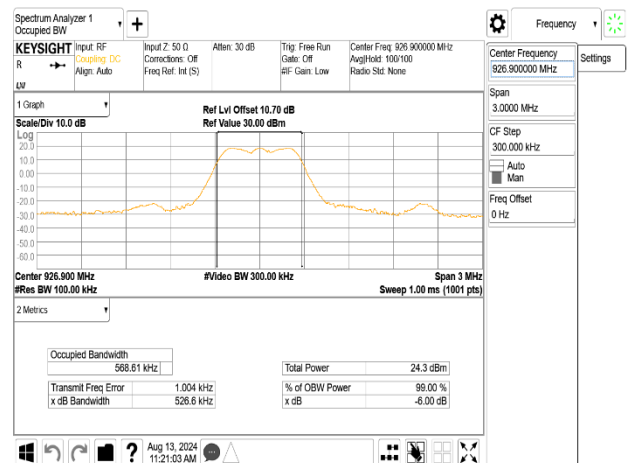 Spectrum Analyzer 1
Occupied BW
Frequency
KEYSIGHT
R
Input: RF
Coupling: DC
Align: Auto
Input Z: 50 Ω
Corrections: Off
Freq Ref: Int (S)
Atten: 30 dB
Trig: Free Run
Gate: Off
#IF Gain: Low
Center Freq: 926.900000 MHz
Avg|Hold: 100/100
Radio Std: None
Center Frequency
926.900000 MHz
Settings
Span
3.0000 MHz
CF Step
300.000 kHz
Auto
Man
Freq Offset
0 Hz
1 Graph
Scale/Div 10.0 dB
Ref Lvl Offset 10.70 dB
Ref Value 30.00 dBm
Log
20.0
10.0
0.00
-10.0
-20.0
-30.0
-40.0
-50.0
-60.0
Center 926.900 MHz
#Video BW 300.00 kHz
Span 3 MHz
#Res BW 100.00 kHz
Sweep 1.00 ms (1001 pts)
2 Metrics
Occupied Bandwidth
568.61 kHz
Total Power 24.3 dBm
Transmit Freq Error 1.004 kHz
% of OBW Power 99.00 %
x dB Bandwidth 526.6 kHz
x dB -6.00 dB
?
Aug 13, 2024
11:21:03 AM